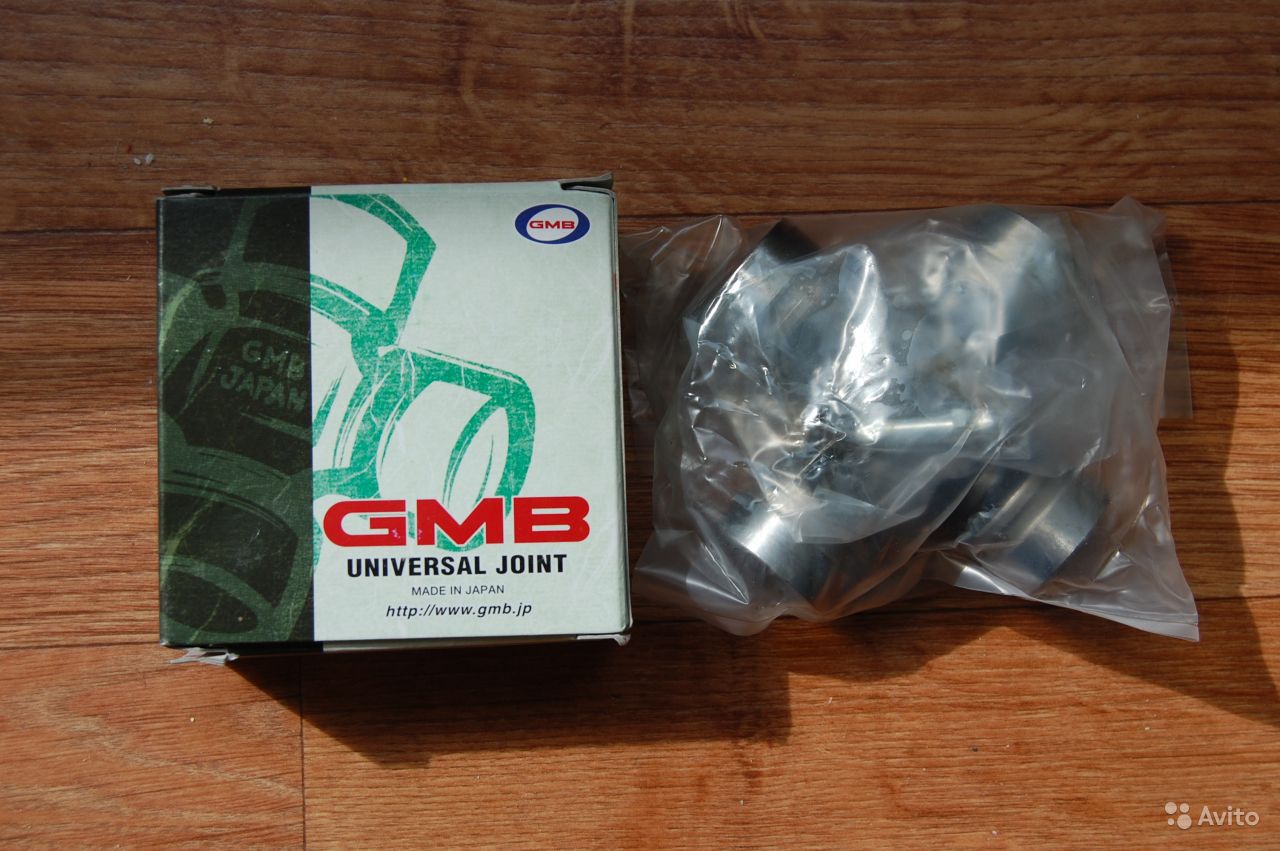 GMB
GMB
JAPAN
GMB
UNIVERSAL JOINT
MADE IN JAPAN
http://www.gmb.jp
Avito